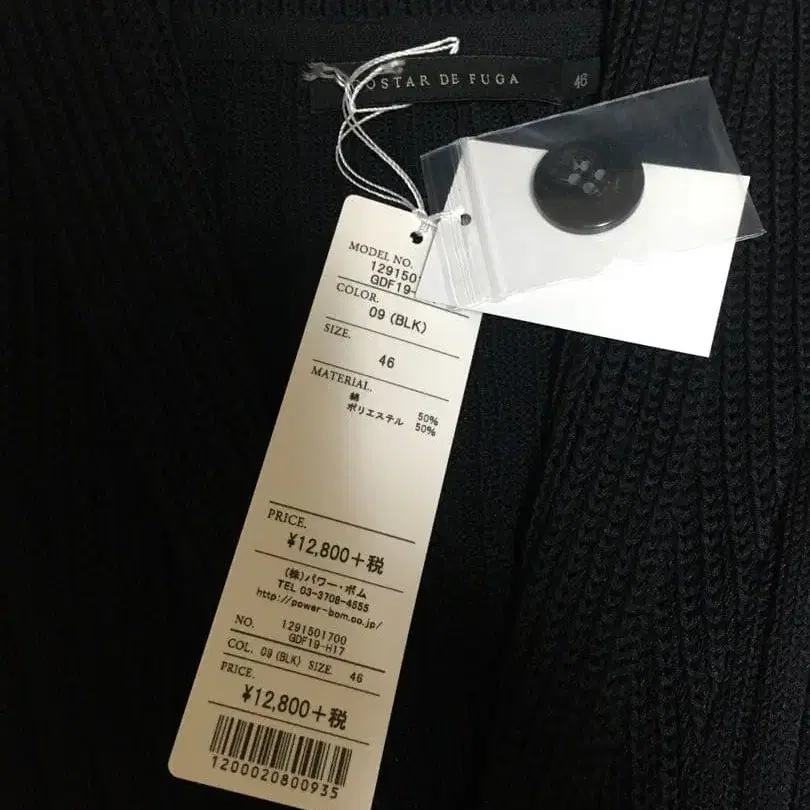 OSTAR DE FUGA 46
MODEL NO.
129150
GDF19-
COLOR.
09 (BLK)
SIZE.
46
MATERIAL.
綿 50%
ポリエステル 50%
PRICE.
¥12,800+税
(株)パワー・ボム
TEL 03-3708-4555
http://power-bom.co.jp/
NO. 1291501700
GDF19-H17
COL. 09 (BLK) SIZE. 46
PRICE.
¥12,800+税
1200020800935